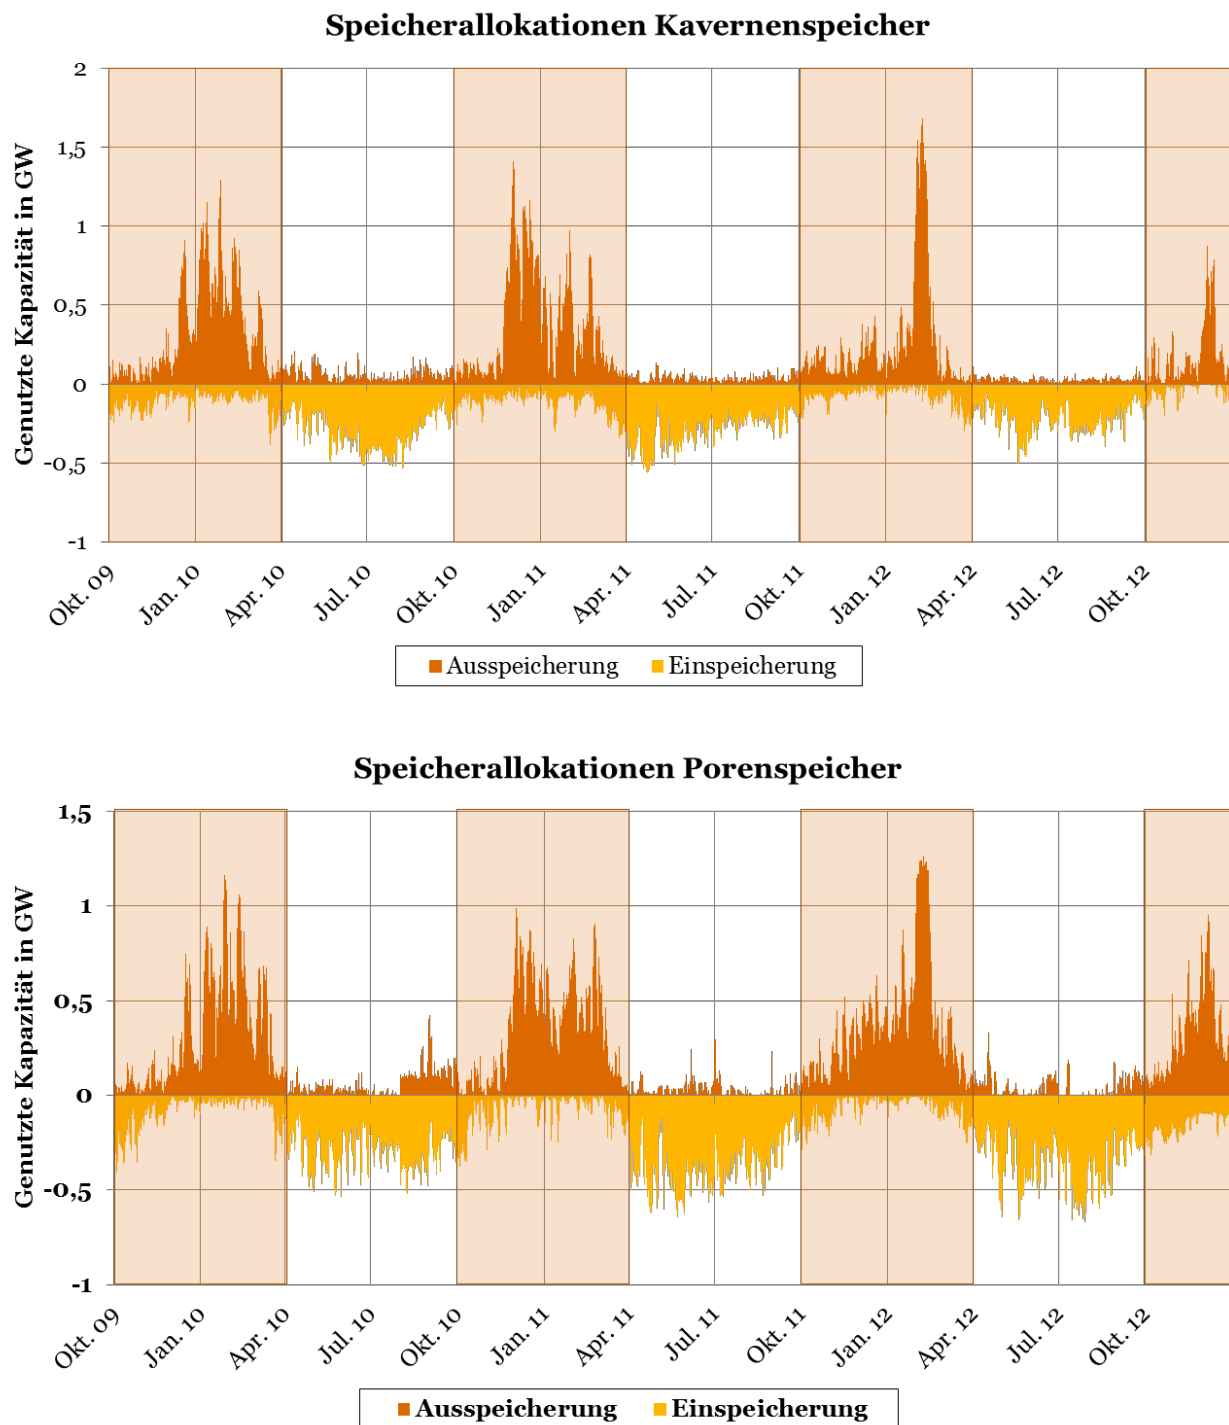 Speicherallokationen Kavernenspeicher
Genutzte Kapazität in GW
2
1,5
1
0,5
0
-0,5
-1
Okt. 09 Jan. 10 Apr. 10 Jul. 10 Okt. 10 Jan. 11 Apr. 11 Jul. 11 Okt. 11 Jan. 12 Apr. 12 Jul. 12 Okt. 12
Ausspeicherung Einspeicherung
Speicherallokationen Porenspeicher
Genutzte Kapazität in GW
1,5
1
0,5
0
-0,5
-1
Okt. 09 Jan. 10 Apr. 10 Jul. 10 Okt. 10 Jan. 11 Apr. 11 Jul. 11 Okt. 11 Jan. 12 Apr. 12 Jul. 12 Okt. 12
Ausspeicherung Einspeicherung